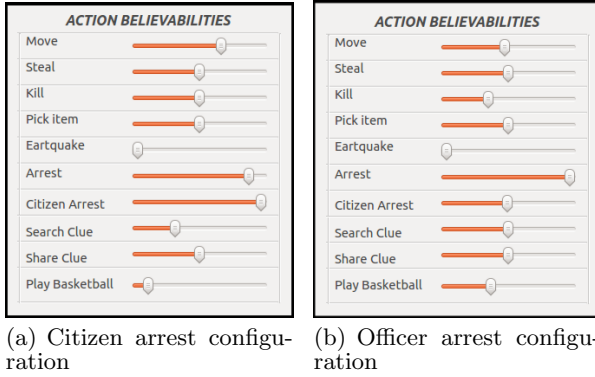 ACTION BELIEVABILITIES
Move
Steal
Kill
Pick item
Eartquake
Arrest
Citizen Arrest
Search Clue
Share Clue
Play Basketball
(a) Citizen arrest configu-
ration
ACTION BELIEVABILITIES
Move
Steal
Kill
Pick item
Eartquake
Arrest
Citizen Arrest
Search Clue
Share Clue
Play Basketball
(b) Officer arrest configu-
ration